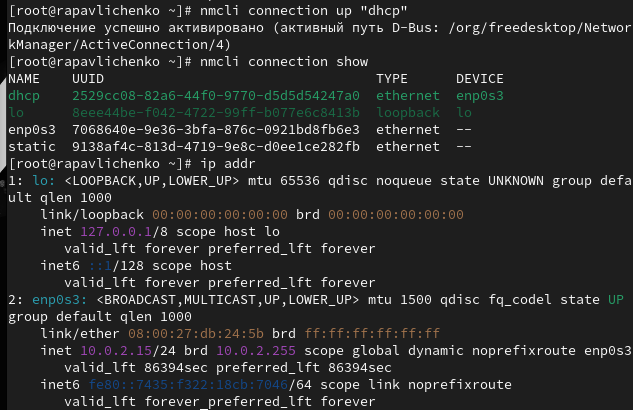 [root@rapavlichenko ~]# nmcli connection up "dhcp"
Подключение успешно активировано (активный путь D-Bus: /org/freedesktop/Networ
kManager/ActiveConnection/4)
[root@rapavlichenko ~]# nmcli connection show
NAME    UUID                                  TYPE      DEVICE
dhcp    2529cc08-82a6-44f0-9770-d5d5d54247a0  ethernet  enp0s3
lo      8eee44be-f042-4722-99ff-b077e6c8413b  loopback  lo
enp0s3  7068640e-9e36-3bfa-876c-0921bd8fb6e3  ethernet  --
static  9138af4c-813d-4719-9e8c-d0ee1ce282fb  ethernet  --
[root@rapavlichenko ~]# ip addr
1: lo: <LOOPBACK,UP,LOWER_UP> mtu 65536 qdisc noqueue state UNKNOWN group defa
ult qlen 1000
    link/loopback 00:00:00:00:00:00 brd 00:00:00:00:00:00
    inet 127.0.0.1/8 scope host lo
       valid_lft forever preferred_lft forever
    inet6 ::1/128 scope host
       valid_lft forever preferred_lft forever
2: enp0s3: <BROADCAST,MULTICAST,UP,LOWER_UP> mtu 1500 qdisc fq_codel state UP
group default qlen 1000
    link/ether 08:00:27:db:24:5b brd ff:ff:ff:ff:ff:ff
    inet 10.0.2.15/24 brd 10.0.2.255 scope global dynamic noprefixroute enp0s3
       valid_lft 86394sec preferred_lft 86394sec
    inet6 fe80::7435:f322:18cb:7046/64 scope link noprefixroute
       valid_lft forever preferred_lft forever